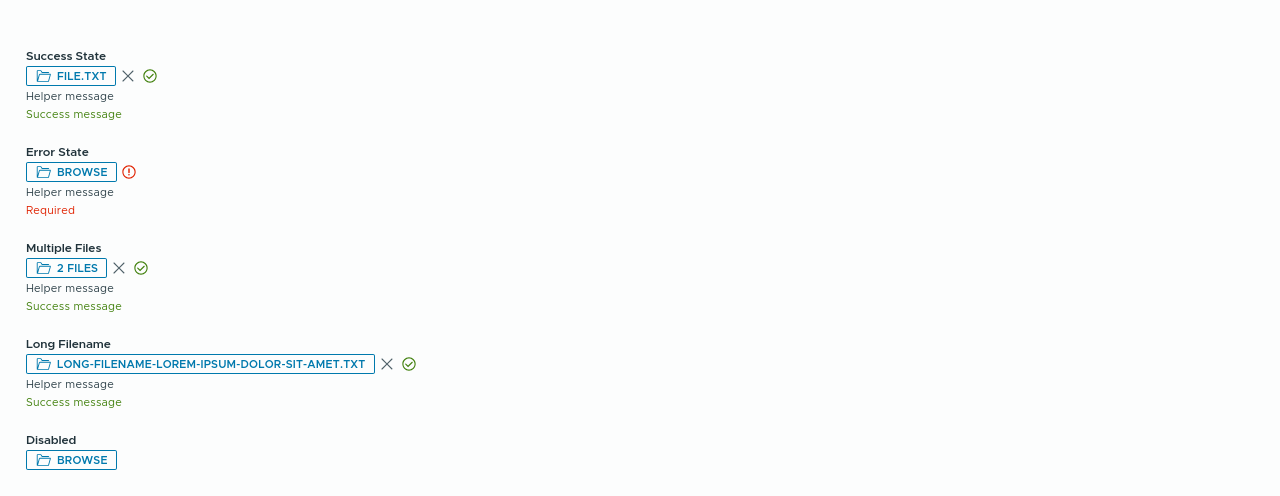 Success State
FILE.TXT
Helper message
Success message
Error State
BROWSE
Helper message
Required
Multiple Files
2 FILES
Helper message
Success message
Long Filename
LONG-FILENAME-LOREM-IPSUM-DOLOR-SIT-AMET.TXT
Helper message
Success message
Disabled
BROWSE